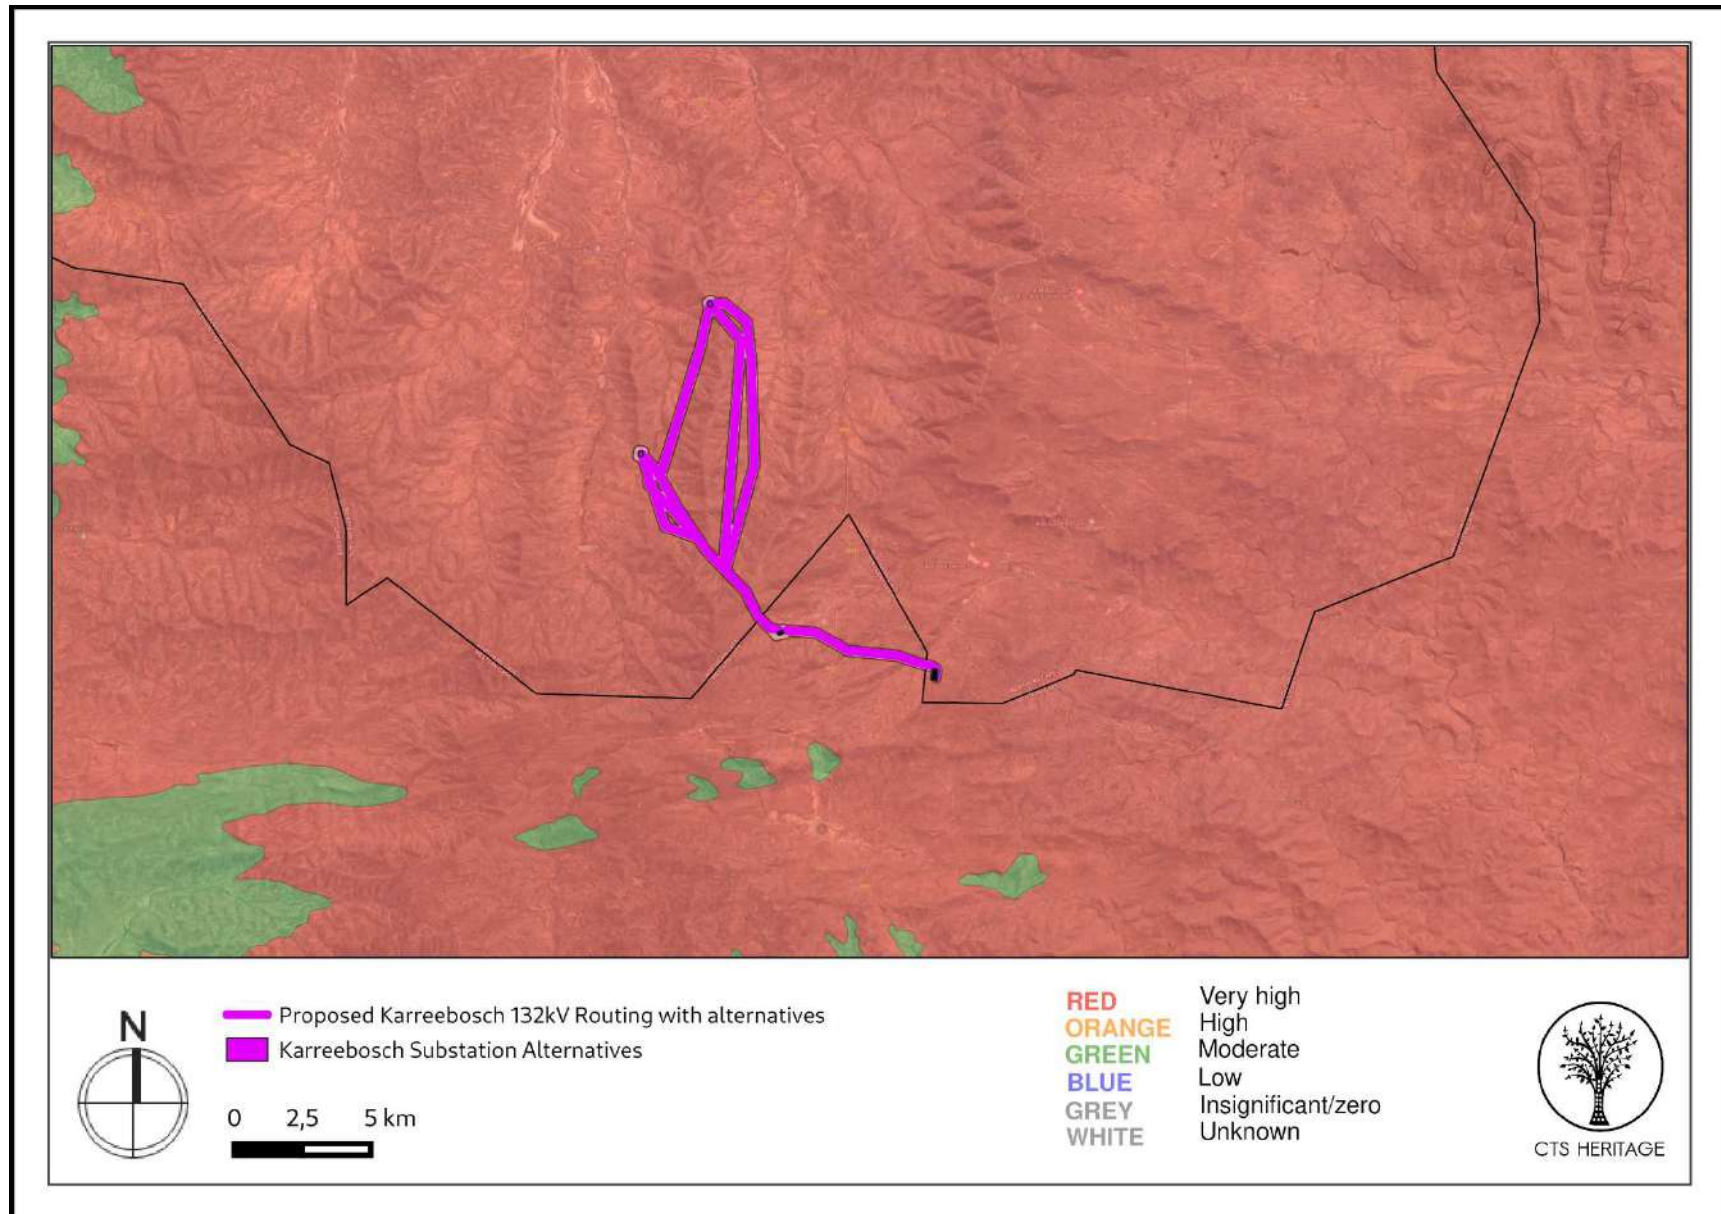 N
0 2,5 5 km
Proposed Karreebosch 132kV Routing with alternatives
Karreebosch Substation Alternatives
RED Very high
ORANGE High
GREEN Moderate
BLUE Low
GREY Insignificant/zero
WHITE Unknown
CTS HERITAGE